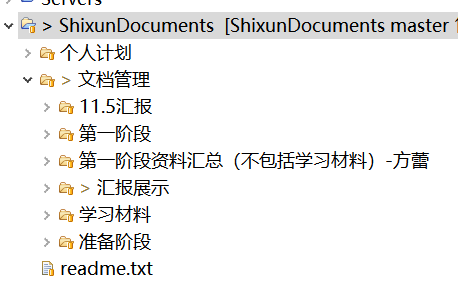 Servers
> ShixunDocuments [ShixunDocuments master
个人计划
> 文档管理
11.5汇报
第一阶段
第一阶段资料汇总（不包括学习材料）-方蕾
> 汇报展示
学习材料
准备阶段
readme.txt